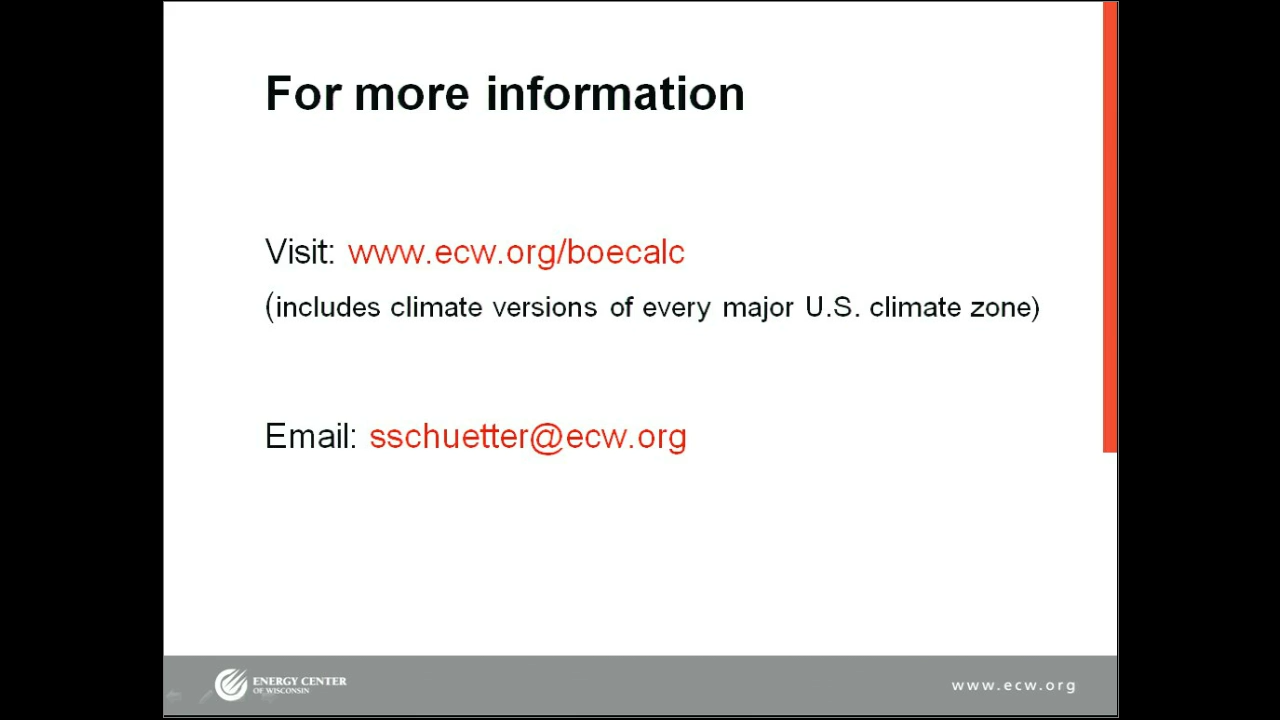 For more information
Visit: www.ecw.org/boecalc
(includes climate versions of every major U.S. climate zone)
Email: sschuetter@ecw.org
ENERGY CENTER
OF WISCONSIN
www.ecw.org